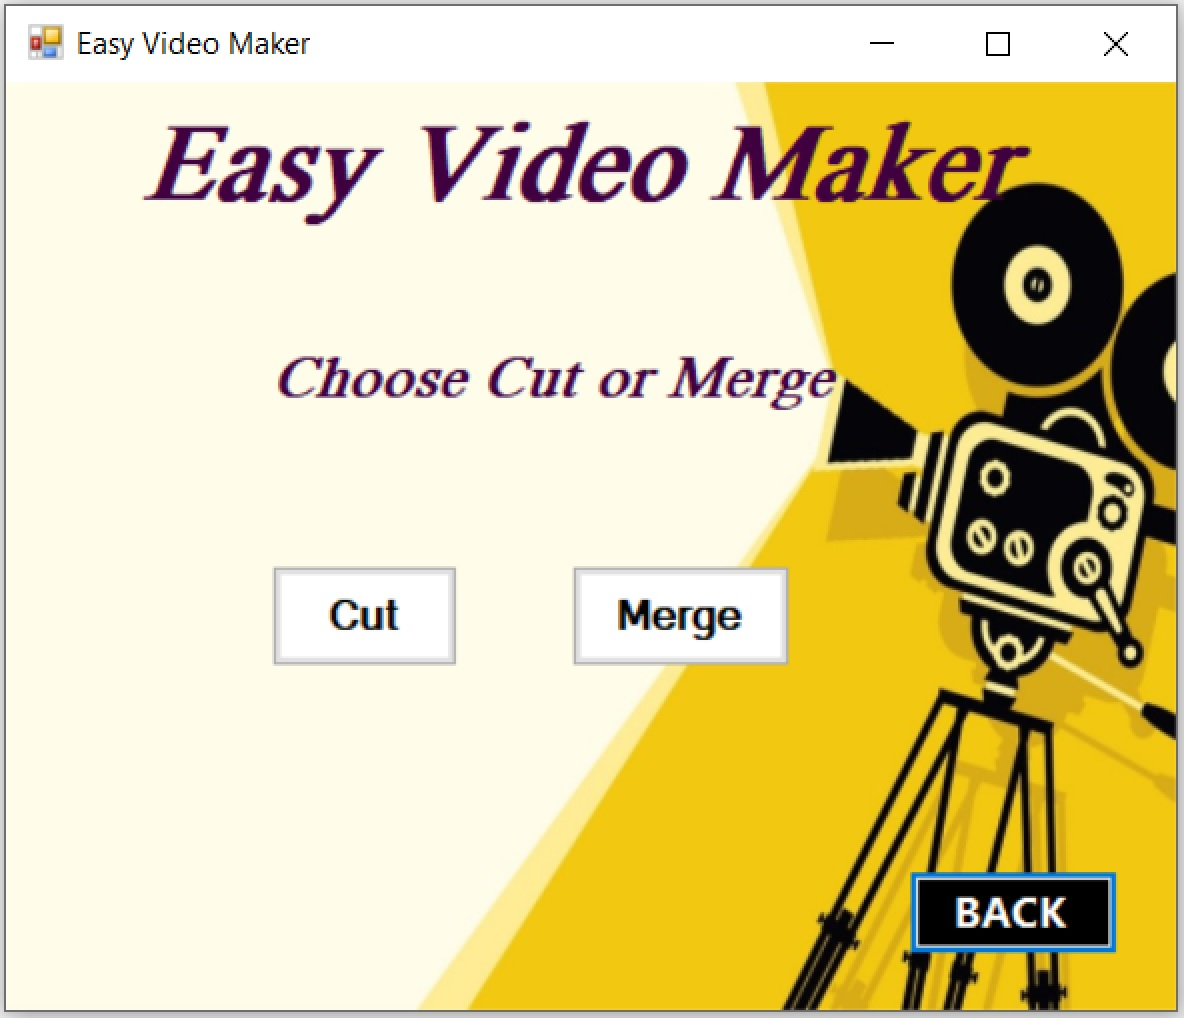 Easy Video Maker
Easy Video Maker
Choose Cut or Merge
Cut
Merge
BACK